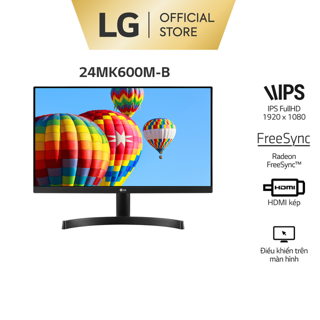 LG
OFFICIAL
STORE
24MK600M-B
IPS
IPS FullHD
1920 x 1080
FreeSync
Radeon
FreeSync™
HDMI
HDMI kép
Điều khiển trên
màn hình
LG